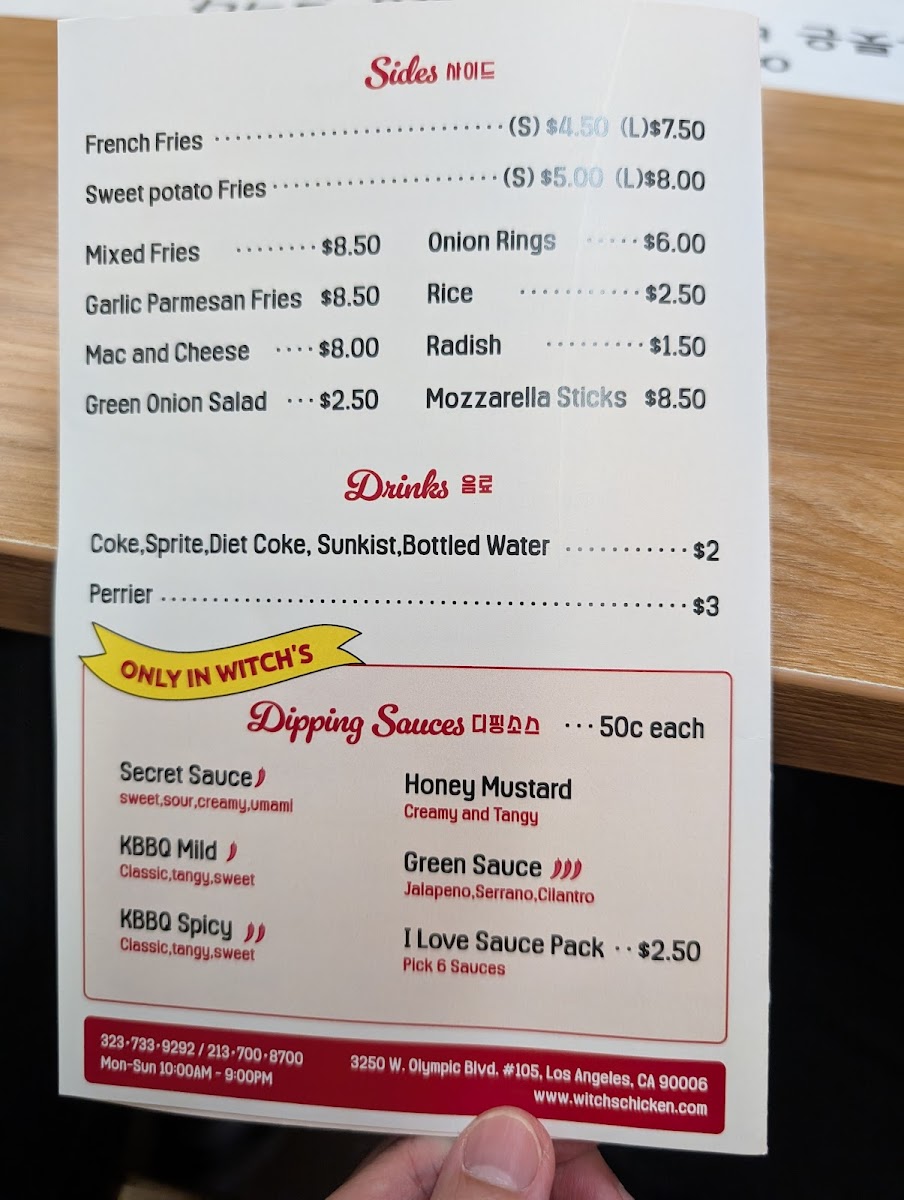 Sides 사이드
French Fries (S) $4.50 (L)$7.50
Sweet potato Fries (S) $5.00 (L)$8.00
Mixed Fries $8.50
Garlic Parmesan Fries $8.50
Mac and Cheese $8.00
Green Onion Salad $2.50
Onion Rings $6.00
Rice $2.50
Radish $1.50
Mozzarella Sticks $8.50
Drinks 음료
Coke,Sprite,Diet Coke, Sunkist,Bottled Water $2
Perrier $3
ONLY IN WITCH'S
Dipping Sauces 디핑소스 50c each
Secret Sauce
sweet,sour,creamy,umami
KBBQ Mild
Classic,tangy,sweet
KBBQ Spicy
Classic,tangy,sweet
Honey Mustard
Creamy and Tangy
Green Sauce
Jalapeno,Serrano,Cilantro
I Love Sauce Pack $2.50
Pick 6 Sauces
323·733·9292 / 213·700·8700
Mon-Sun 10:00AM - 9:00PM
3250 W. Olympic Blvd. #105, Los Angeles, CA 90006
www.witchschicken.com